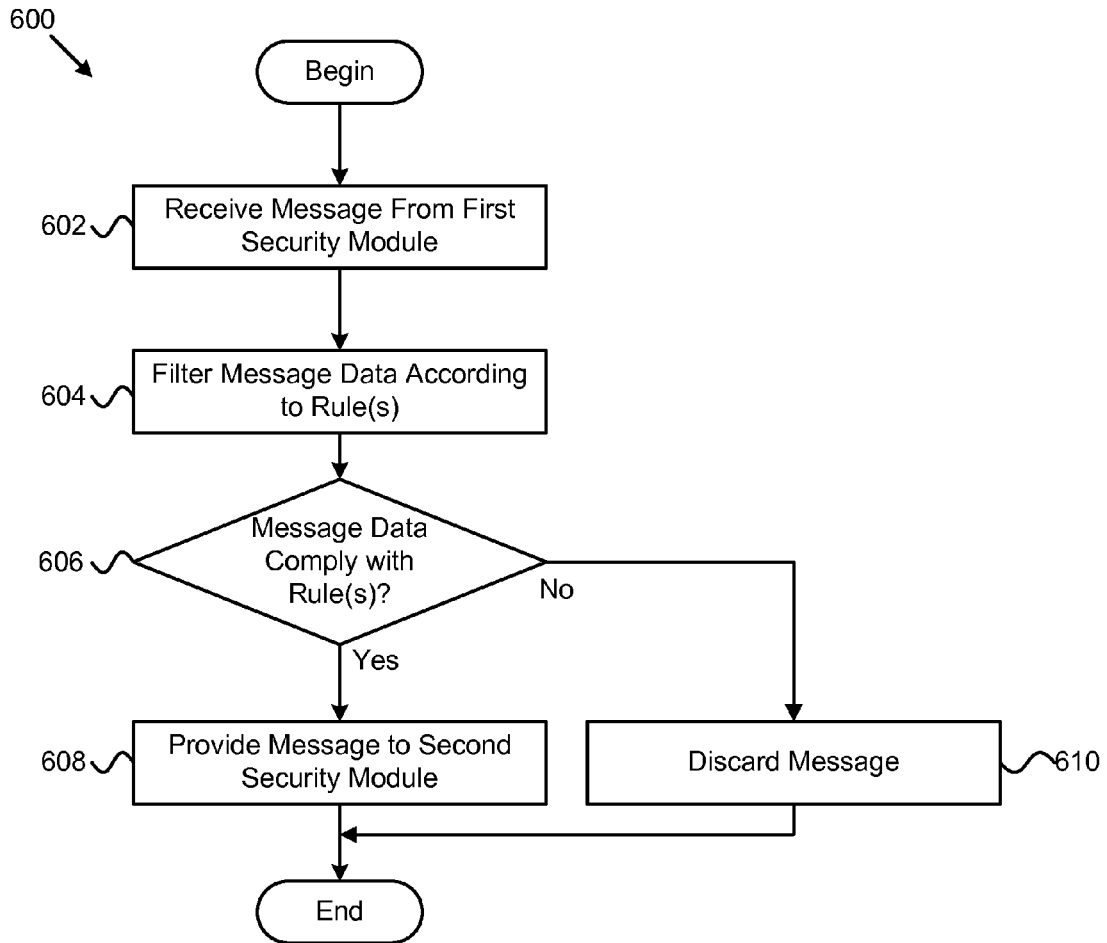 600
Begin
602
Receive Message From First
Security Module
604
Filter Message Data According
to Rule(s)
606
Message Data
Comply with
Rule(s)?
No
Yes
608
Provide Message to Second
Security Module
Discard Message
610
End